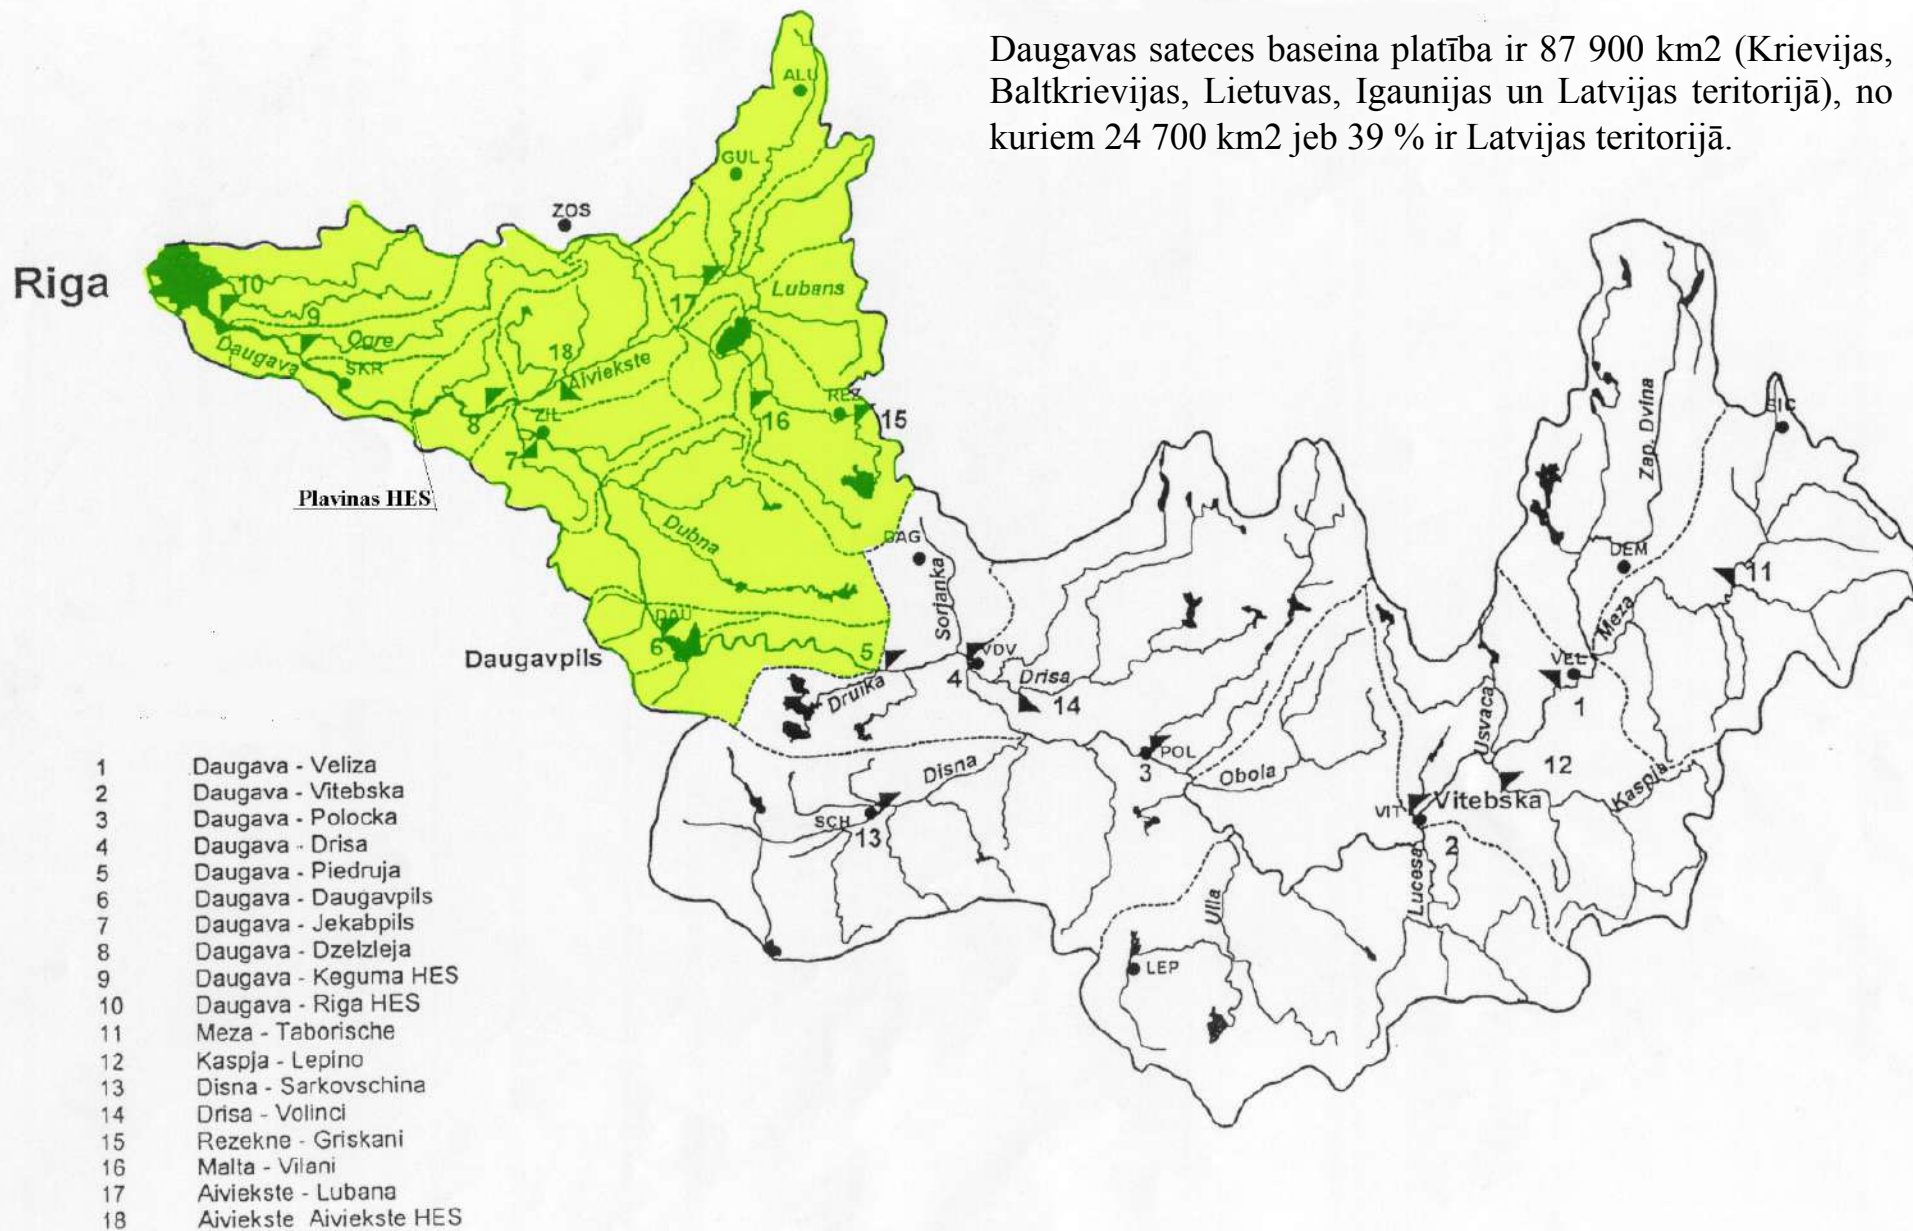 Daugavas sateces baseina platība ir 87 900 km2 (Krievijas,
Baltkrievijas, Lietuvas, Igaunijas un Latvijas teritorijā), no
kuriem 24 700 km2 jeb 39 % ir Latvijas teritorijā.
ALU
GUL
ZOS
Riga
10
9
17
Lubans
Ogre
Daugava
SKR
18
Aiviekste
8
ZIL
7
16
REZ
15
Plavinas HES
Dubna
DAU
6
5
Daugavpils
DAG
Sorjanka
4
VDV
Drisa
14
Druika
Disna
SCH
13
3
POL
Obola
Ulla
LEP
Zap. Dvina
DEM
11
Meza
VEL
1
Usvaca
12
Kaspja
VIT
Vitebska
2
Lucesa
1 Daugava - Veliza
2 Daugava - Vitebska
3 Daugava - Polocka
4 Daugava - Drisa
5 Daugava - Piedruja
6 Daugava - Daugavpils
7 Daugava - Jekabpils
8 Daugava - Dzelzleja
9 Daugava - Keguma HES
10 Daugava - Riga HES
11 Meza - Taborische
12 Kaspja - Lepino
13 Disna - Sarkovschina
14 Drisa - Volinci
15 Rezekne - Griskani
16 Malta - Vilani
17 Aiviekste - Lubana
18 Aiviekste Aiviekste HES